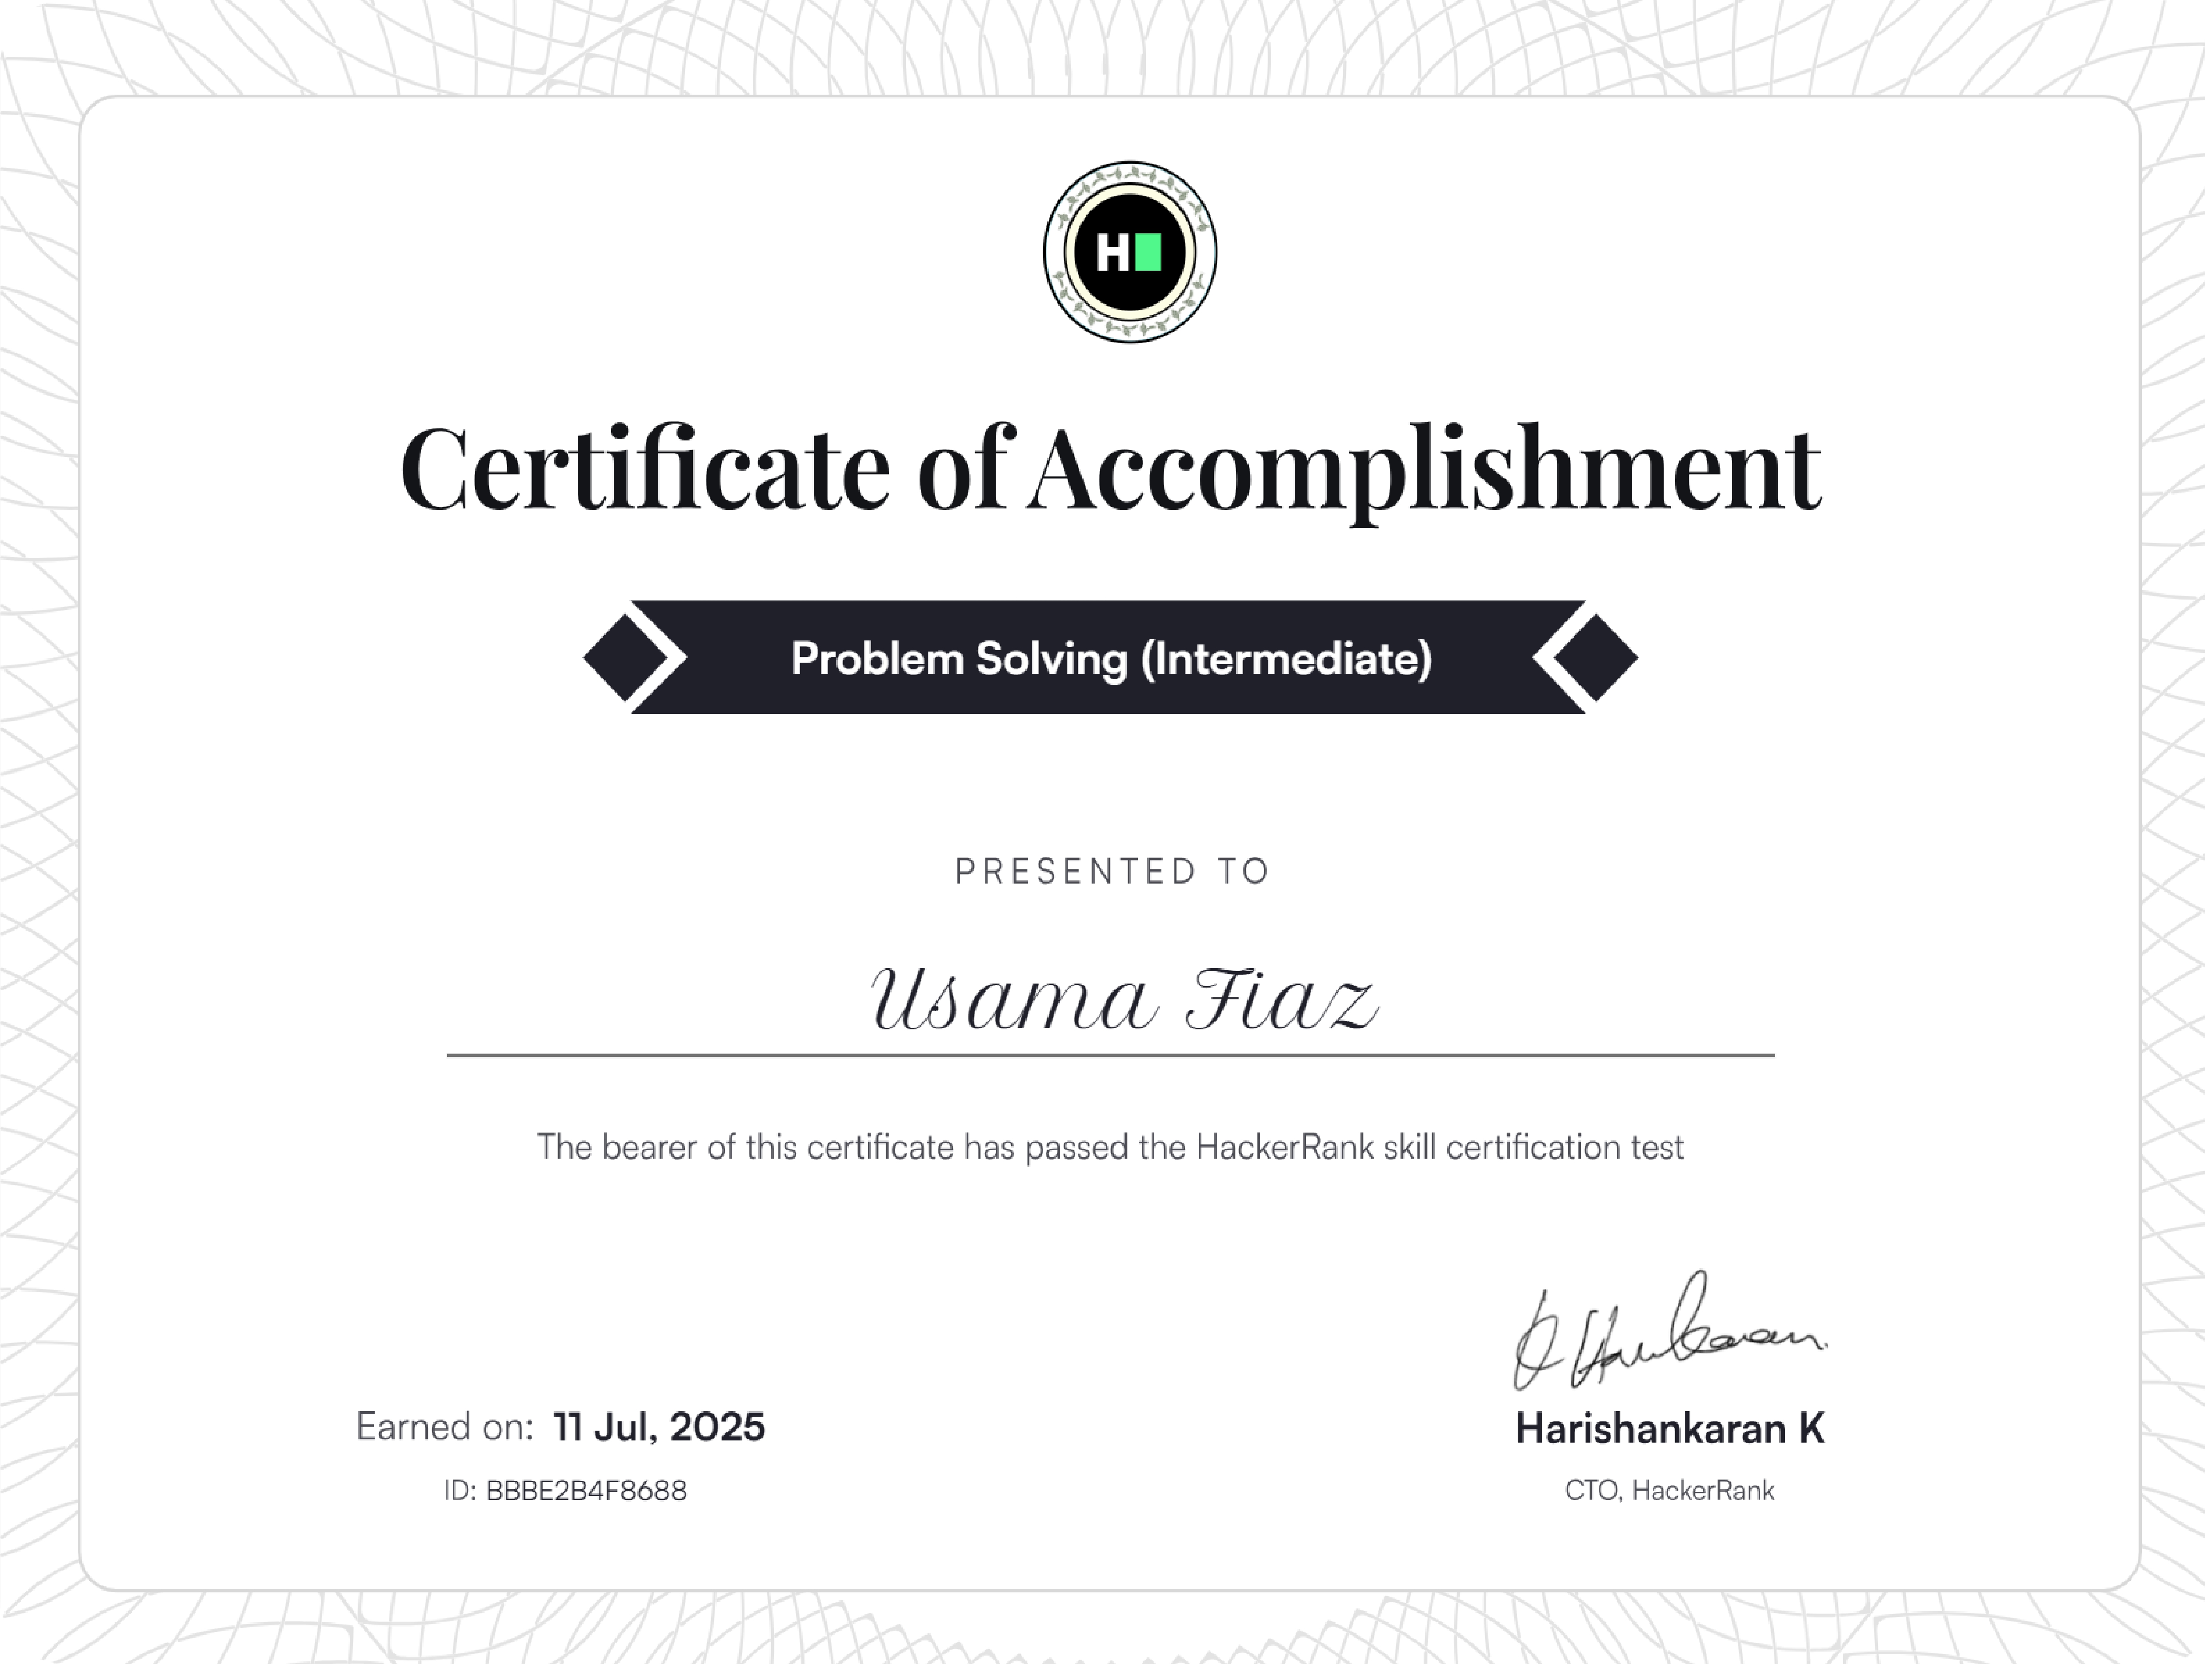 H
Certificate of Accomplishment
Problem Solving (Intermediate)
PRESENTED TO
Usama Fiaz
The bearer of this certificate has passed the HackerRank skill certification test
Earned on: 11 Jul, 2025
ID: BBBE2B4F8688
Harishankaran K
CTO, HackerRank